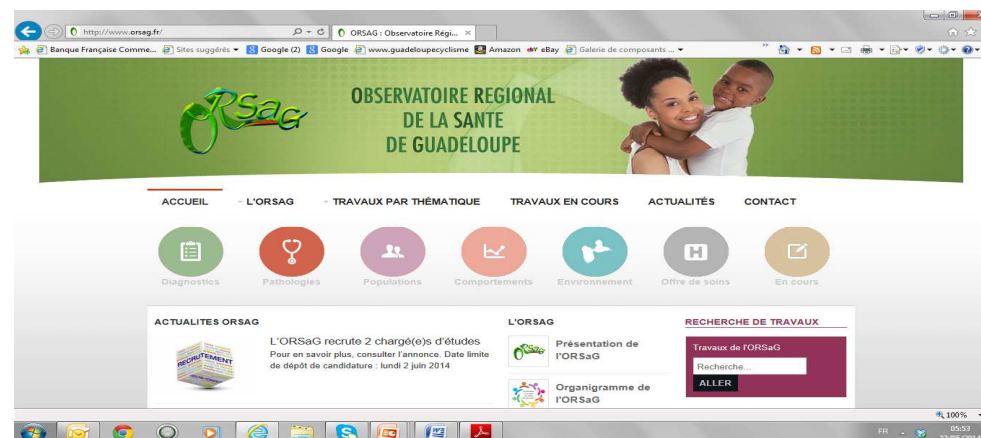 http://www.orsag.fr/
ORSAG : Observatoire Régi...
Banque Française Comme...
Sites suggérés
Google (2)
Google
www.guadeloupecyclisme
Amazon
eBay
Galerie de composants ...
ORSaG
OBSERVATOIRE REGIONAL
DE LA SANTE
DE GUADELOUPE
ACCUEIL
L'ORSAG
TRAVAUX PAR THÉMATIQUE
TRAVAUX EN COURS
ACTUALITÉS
CONTACT
Diagnostics
Pathologies
Populations
Comportements
Environnement
H
Offre de soins
En cours
ACTUALITES ORSAG
RECRUTEMENT
L'ORSaG recrute 2 chargé(e)s d'études
Pour en savoir plus, consulter l'annonce. Date limite
de dépôt de candidature : lundi 2 juin 2014
L'ORSAG
ORSaG
Présentation de
l'ORSaG
Organigramme de
l'ORSaG
RECHERCHE DE TRAVAUX
Travaux de l'ORSaG
Recherche...
ALLER
100%
FR
05:53